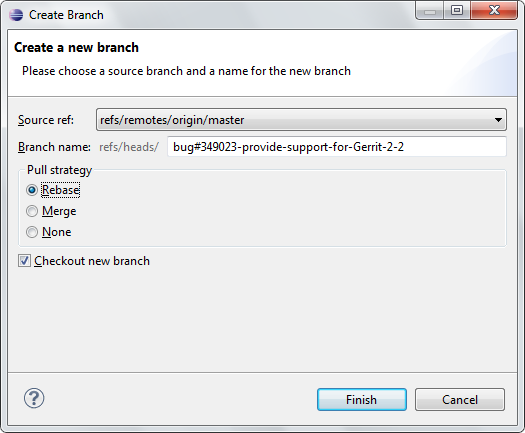 Create Branch
Create a new branch
Please choose a source branch and a name for the new branch
Source ref: refs/remotes/origin/master
Branch name: refs/heads/ bug#349023-provide-support-for-Gerrit-2-2
Pull strategy
Rebase
Merge
None
Checkout new branch
? Finish Cancel